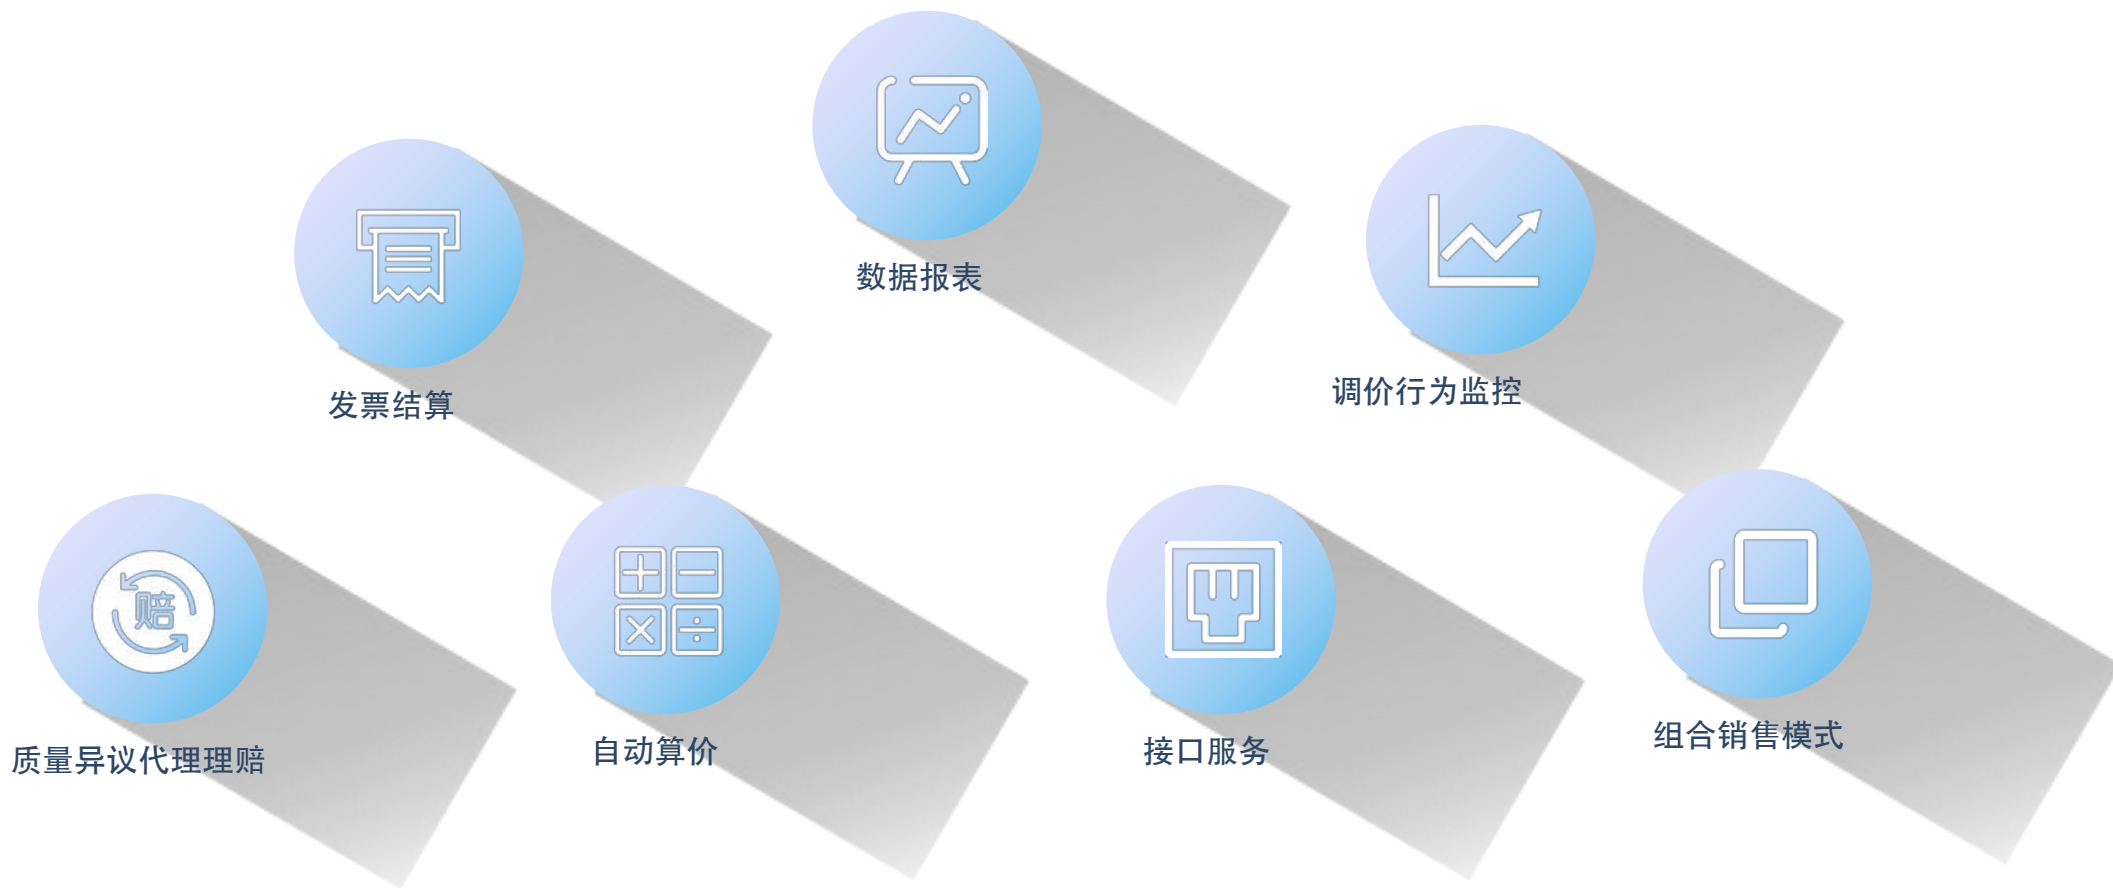 数据报表
发票结算
调价行为监控
赔
质量异议代理理赔
自动算价
接口服务
组合销售模式